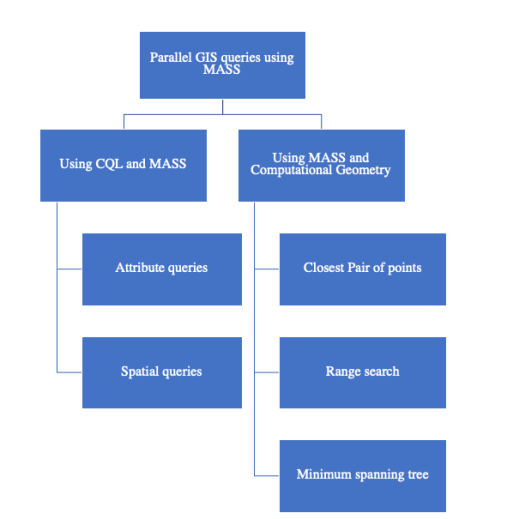 Parallel GIS queries using
MASS
Using CQL and MASS
Using MASS and
Computational Geometry
Attribute queries
Closest Pair of points
Spatial queries
Range search
Minimum spanning tree